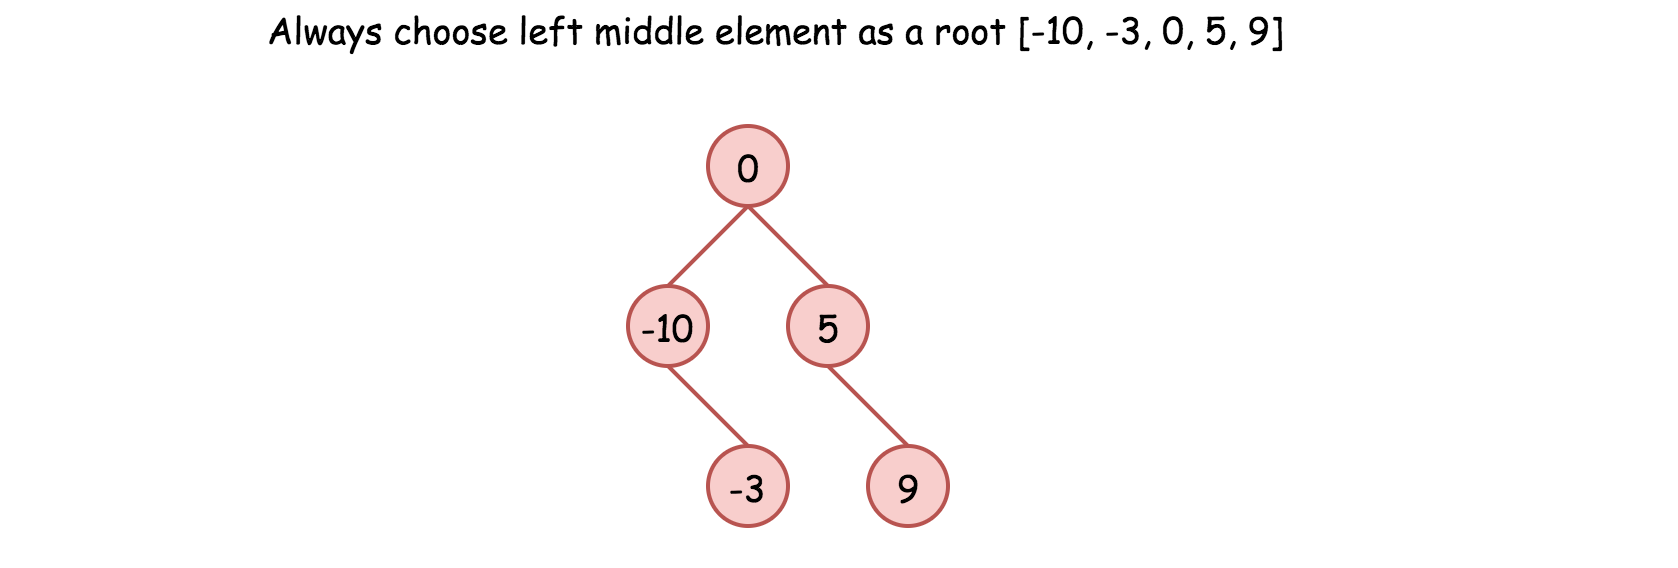 Always choose left middle element as a root [-10, -3, 0, 5, 9]
0
-10 5
-3 9